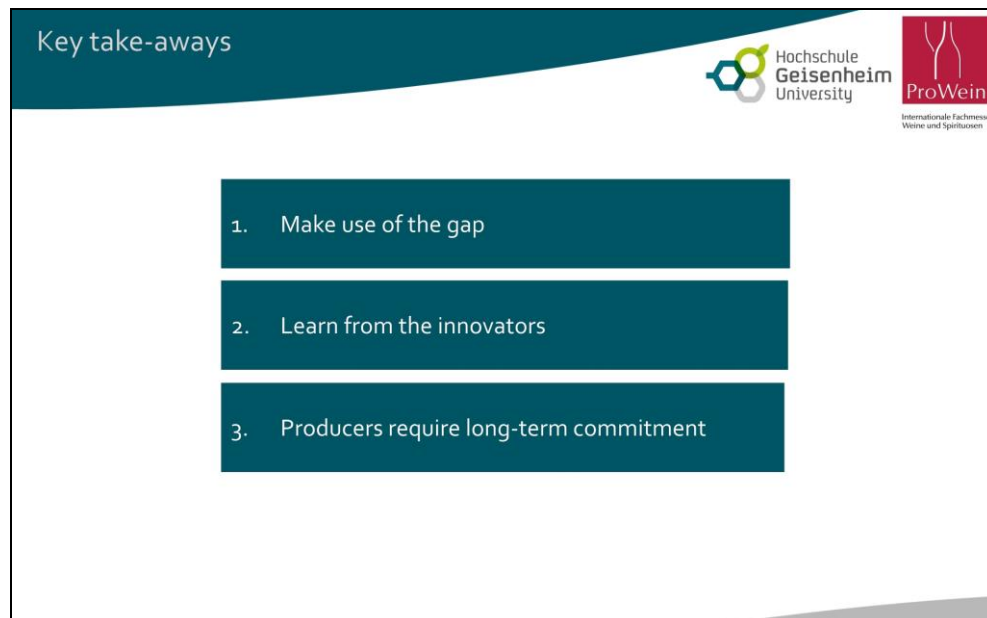 Key take-aways
Hochschule
Geisenheim
University
ProWein
Internationale Fachmesse
Weine und Spirituosen
1. Make use of the gap
2. Learn from the innovators
3. Producers require long-term commitment